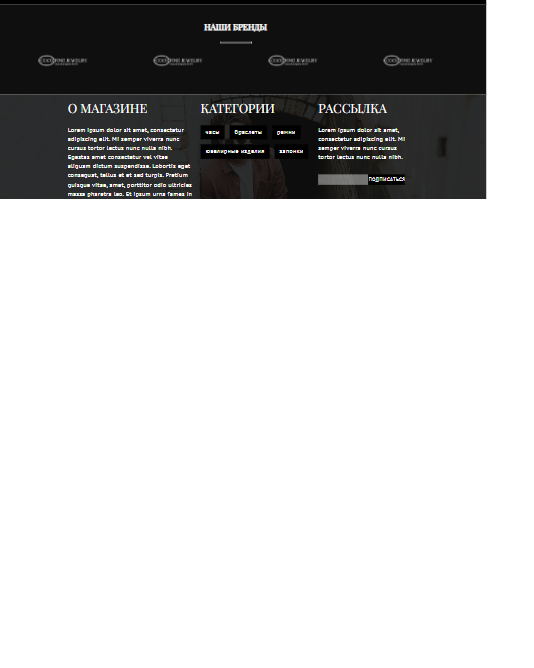 НАШИ БРЕНДЫ
О МАГАЗИНЕ
Lorem ipsum dolor sit amet, consectetur
adipiscing elit. Mi semper viverra nunc
cursus tortor lectus nunc nulla nibh.
Egestas amet consectetur vel vitae
aliquam dictum suspendisse. Lobortis eget
consequat, tellus et et sed turpis. Pretium
quisque vitae, amet, porttitor odio ultricies
massa pharetra leo. Et ipsum urna fames in
КАТЕГОРИИ
часы браслеты ремни
ювелирные изделия запонки
РАССЫЛКА
Lorem ipsum dolor sit amet,
consectetur adipiscing elit. Mi
semper viverra nunc cursus
tortor lectus nunc nulla nibh.
ПОДПИСАТЬСЯ